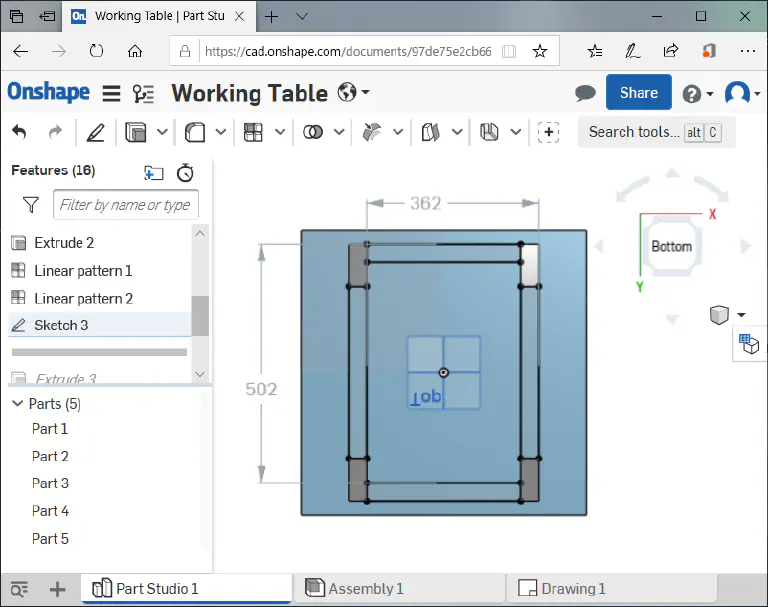 On. Working Table | Part Stu
https://cad.onshape.com/documents/97de75e2cb66
Onshape Working Table Share ?
Search tools... alt C
Features (16)
Filter by name or type
Extrude 2
Linear pattern 1
Linear pattern 2
Sketch 3
Extrude 3
Parts (5)
Part 1
Part 2
Part 3
Part 4
Part 5
362
502
Top
Bottom
X
Y
Part Studio 1 Assembly 1 Drawing 1